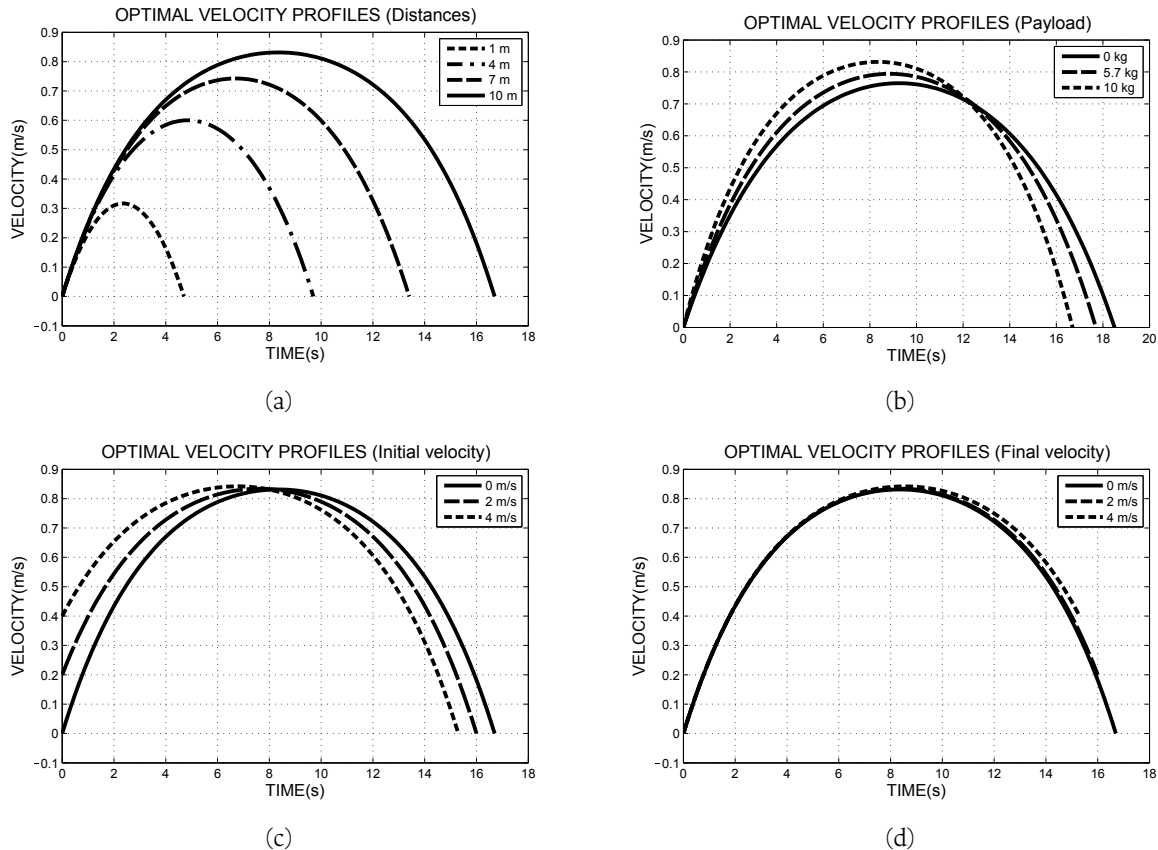 OPTIMAL VELOCITY PROFILES (Distances)
VELOCITY(m/s)
0.9
0.8
0.7
0.6
0.5
0.4
0.3
0.2
0.1
0
−0.1
0 2 4 6 8 10 12 14 16 18
TIME(s)
1 m
4 m
7 m
10 m
(a)
OPTIMAL VELOCITY PROFILES (Payload)
VELOCITY(m/s)
0.9
0.8
0.7
0.6
0.5
0.4
0.3
0.2
0.1
0
0 2 4 6 8 10 12 14 16 18 20
TIME(s)
0 kg
5.7 kg
10 kg
(b)
OPTIMAL VELOCITY PROFILES (Initial velocity)
VELOCITY(m/s)
0.9
0.8
0.7
0.6
0.5
0.4
0.3
0.2
0.1
0
−0.1
0 2 4 6 8 10 12 14 16 18
TIME(s)
0 m/s
2 m/s
4 m/s
(c)
OPTIMAL VELOCITY PROFILES (Final velocity)
VELOCITY(m/s)
0.9
0.8
0.7
0.6
0.5
0.4
0.3
0.2
0.1
0
−0.1
0 2 4 6 8 10 12 14 16 18
TIME(s)
0 m/s
2 m/s
4 m/s
(d)